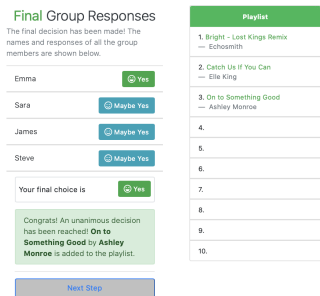 Final Group Responses
The final decision has been made! The
names and responses of all the group
members are shown below.
Emma
Yes
Sara
Maybe Yes
James
Maybe Yes
Steve
Maybe Yes
Your final choice is
Yes
Congrats! An unanimous decision
has been reached! On to
Something Good by Ashley
Monroe is added to the playlist.
Next Step
Playlist
1. Bright - Lost Kings Remix
— Echosmith
2. Catch Us If You Can
— Elle King
3. On to Something Good
— Ashley Monroe
4.
5.
6.
7.
8.
9.
10.